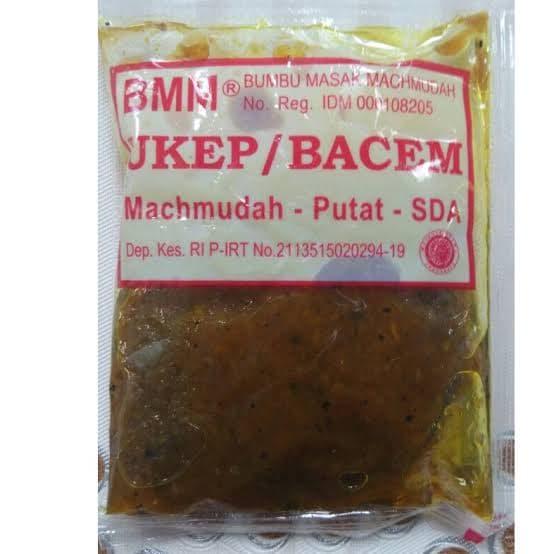 BMM® BUMBU MASAK MACHMUDAH
No. Reg. IDM 000108205
UKEP/BACEM
Machmudah - Putat - SDA
Dep. Kes. RI P-IRT No.2113515020294-19